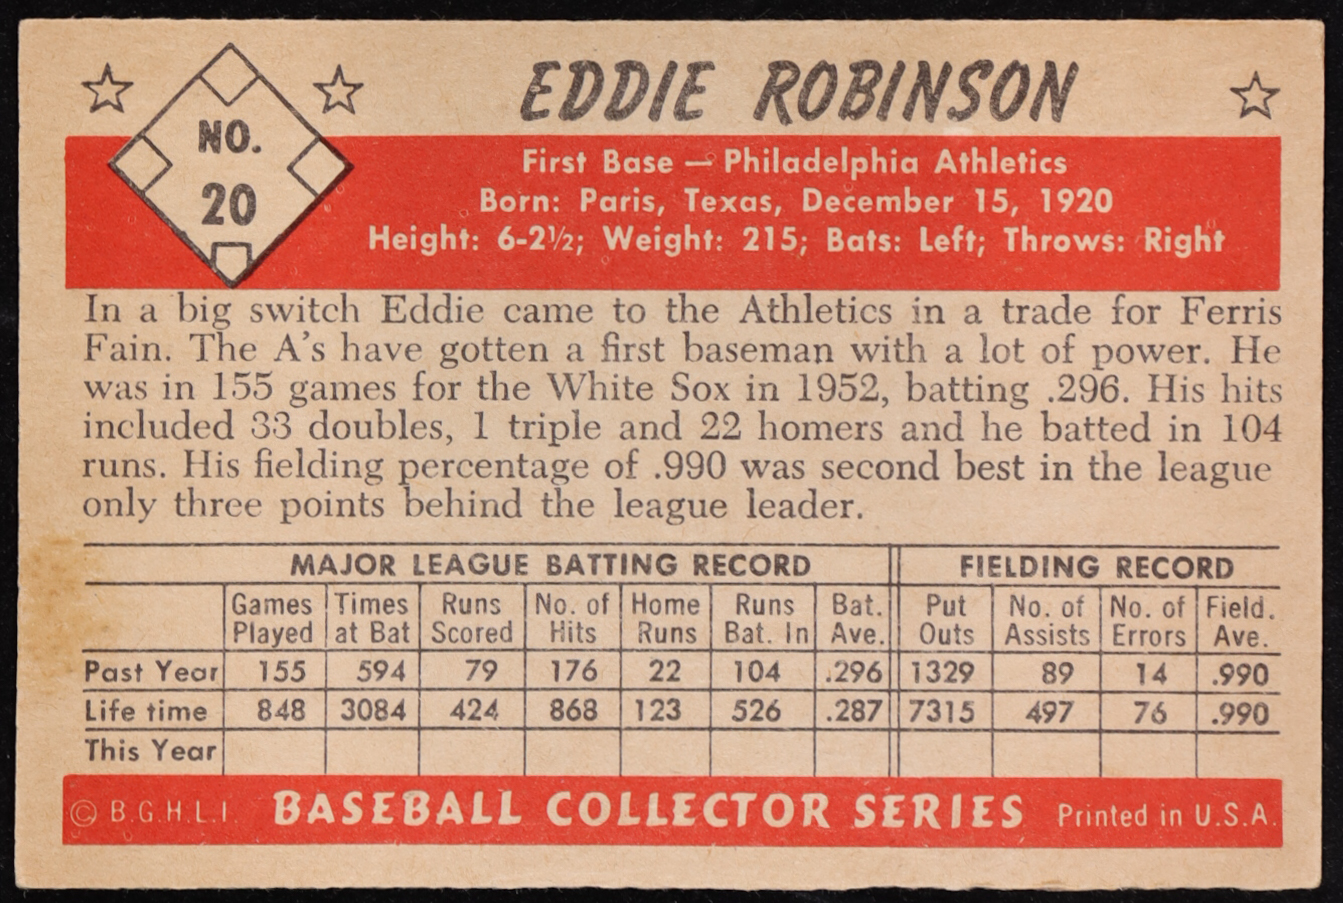 EDDIE ROBINSON
NO.
20
First Base — Philadelphia Athletics
Born: Paris, Texas, December 15, 1920
Height: 6-2½; Weight: 215; Bats: Left; Throws: Right
In a big switch Eddie came to the Athletics in a trade for Ferris
Fain. The A's have gotten a first baseman with a lot of power. He
was in 155 games for the White Sox in 1952, batting .296. His hits
included 33 doubles, 1 triple and 22 homers and he batted in 104
runs. His fielding percentage of .990 was second best in the league
only three points behind the league leader.
MAJOR LEAGUE BATTING RECORD FIELDING RECORD
Games Times Runs No. of Home Runs Bat. Put No. of No. of Field.
Played at Bat Scored Hits Runs Bat. In Ave. Outs Assists Errors Ave.
Past Year 155 594 79 176 22 104 .296 1329 89 14 .990
Life time 848 3084 424 868 123 526 .287 7315 497 76 .990
This Year
© B.G.H.L.I. BASEBALL COLLECTOR SERIES Printed in U.S.A.